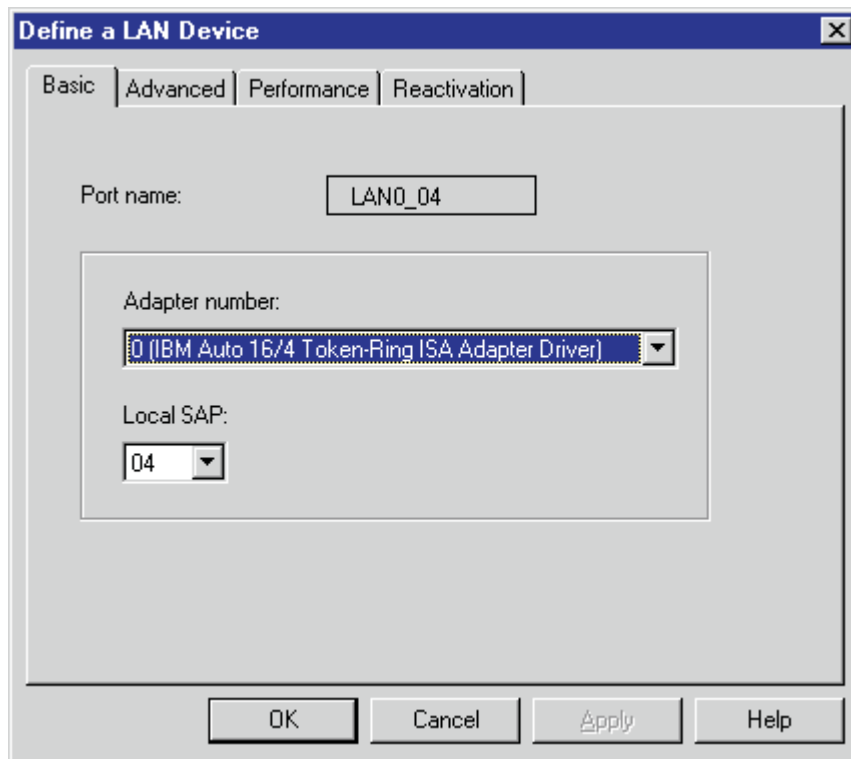 Define a LAN Device
Basic Advanced Performance Reactivation
Port name: LAN0_04
Adapter number:
0 (IBM Auto 16/4 Token-Ring ISA Adapter Driver)
Local SAP:
04
OK Cancel Apply Help